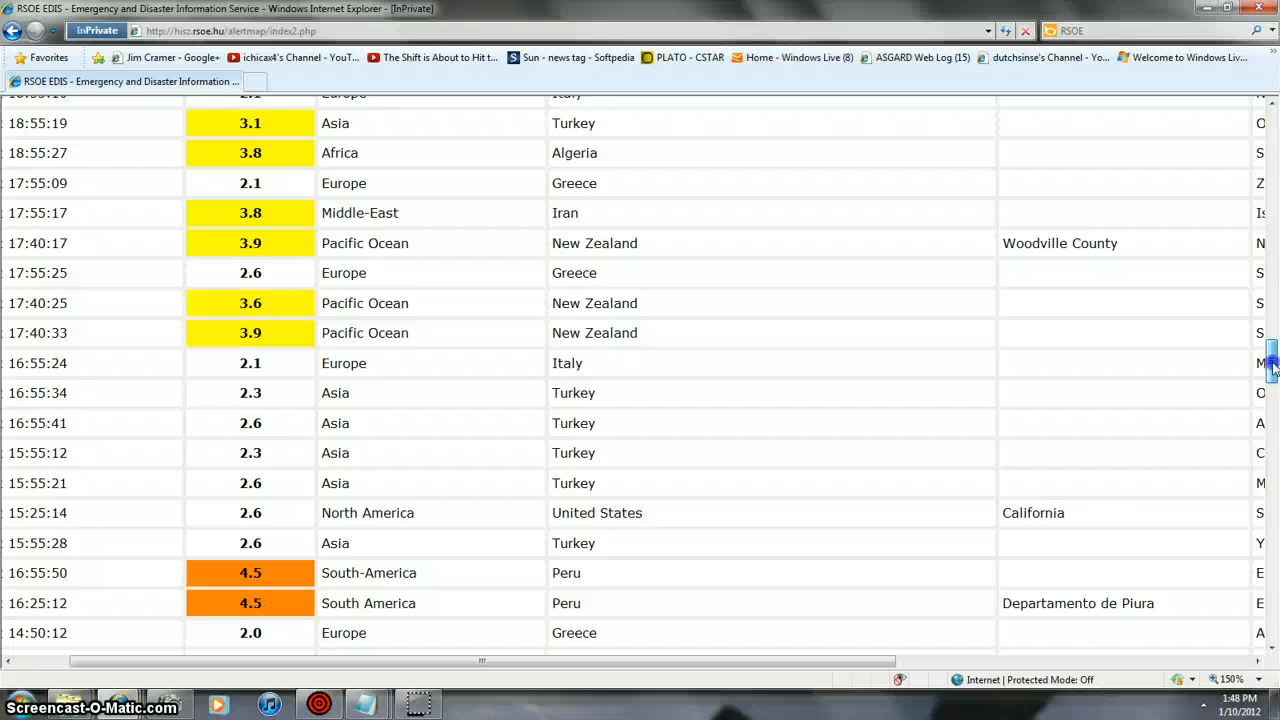 RSOE EDIS - Emergency and Disaster Information Service - Windows Internet Explorer - [InPrivate]
InPrivate http://hisz.rsoe.hu/alertmap/index2.php RSOE
Favorites Jim Cramer - Google+ ichicax4's Channel - YouT... The Shift is About to Hit t... Sun - news tag - Softpedia PLATO - CSTAR Home - Windows Live (8) ASGARD Web Log (15) dutchsinse's Channel - Yo... Welcome to Windows Liv...
RSOE EDIS - Emergency and Disaster Information ...
18:55:19 3.1 Asia Turkey O
18:55:27 3.8 Africa Algeria S
17:55:09 2.1 Europe Greece Z
17:55:17 3.8 Middle-East Iran Is
17:40:17 3.9 Pacific Ocean New Zealand Woodville County N
17:55:25 2.6 Europe Greece S
17:40:25 3.6 Pacific Ocean New Zealand S
17:40:33 3.9 Pacific Ocean New Zealand S
16:55:24 2.1 Europe Italy M
16:55:34 2.3 Asia Turkey O
16:55:41 2.6 Asia Turkey A
15:55:12 2.3 Asia Turkey C
15:55:21 2.6 Asia Turkey M
15:25:14 2.6 North America United States California S
15:55:28 2.6 Asia Turkey Y
16:55:50 4.5 South-America Peru E
16:25:12 4.5 South America Peru Departamento de Piura E
14:50:12 2.0 Europe Greece A
Internet | Protected Mode: Off 150%
Screencast-O-Matic.com 1:48 PM
1/10/2012